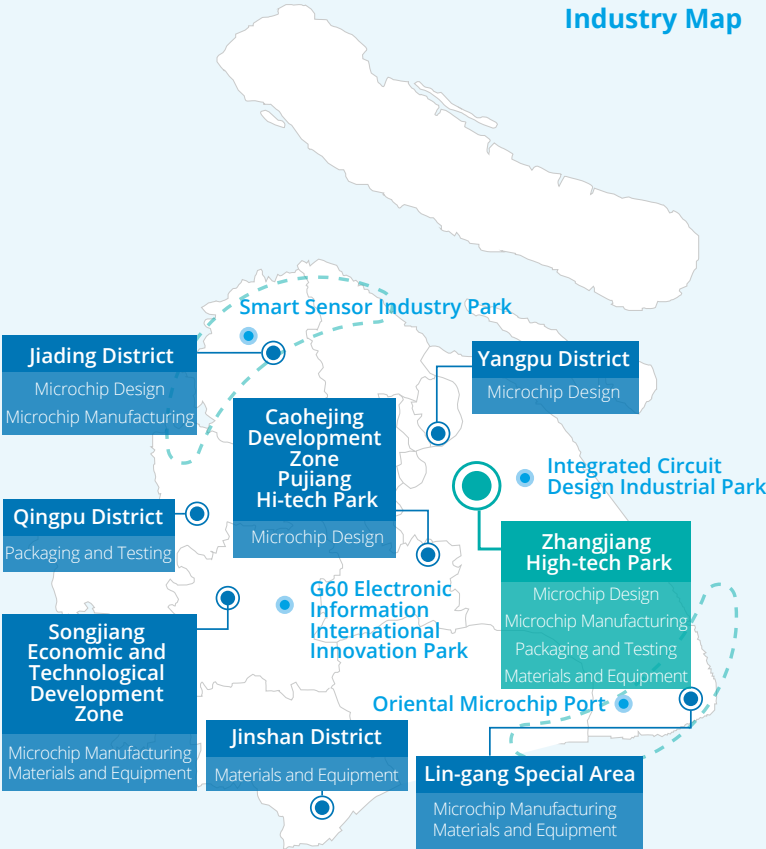 Industry Map
Smart Sensor Industry Park
Jiading District
Microchip Design
Microchip Manufacturing
Yangpu District
Microchip Design
Caohejing
Development
Zone
Pujiang
Hi-tech Park
Microchip Design
Integrated Circuit
Design Industrial Park
Qingpu District
Packaging and Testing
Zhangjiang
High-tech Park
Microchip Design
Microchip Manufacturing
Packaging and Testing
Materials and Equipment
G60 Electronic
Information
International
Innovation Park
Songjiang
Economic and
Technological
Development
Zone
Microchip Manufacturing
Materials and Equipment
Oriental Microchip Port
Jinshan District
Materials and Equipment
Lin-gang Special Area
Microchip Manufacturing
Materials and Equipment